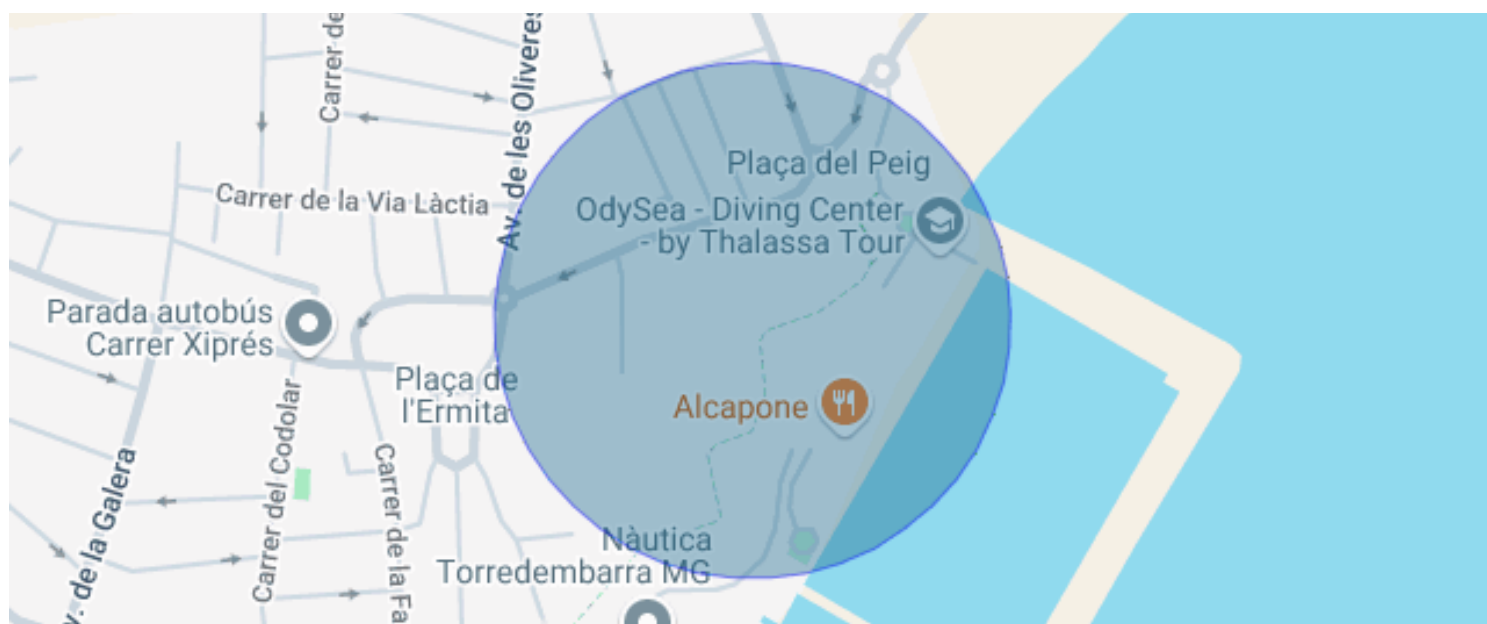 Carrer de
Av. de les Oliveres
Plaça del Peig
Carrer de la Via Làctia
OdySea - Diving Center
- by Thalassa Tour
Parada autobús
Carrer Xiprés
Plaça de
l'Ermita
Alcapone
Carrer del Codolar
Carrer de la Fa
v. de la Galera
Nàutica
Torredembarra MG